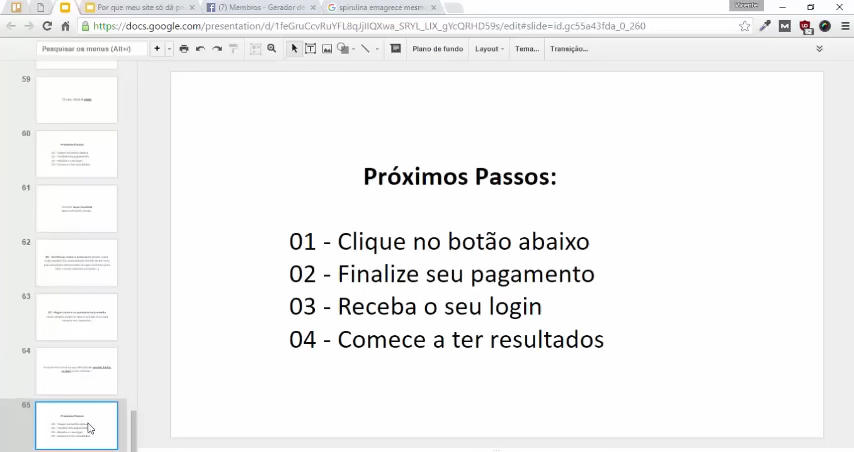 Por que meu site só dá p
(7) Membros – Gerador de
spirulina emagrece mesm
Vicente
https://docs.google.com/presentation/d/1feGruCcvRuYFL8qJjIIQXwa_SRYL_LIX_gYcQRHD59s/edit#slide=id.gc55a43fda_0_260
Pesquisar os menus (Alt+/)
Plano de fundo
Layout
Tema...
Transição...
59
60
61
62
63
64
65
Próximos Passos:
01 - Clique no botão abaixo
02 - Finalize seu pagamento
03 - Receba o seu login
04 - Comece a ter resultados